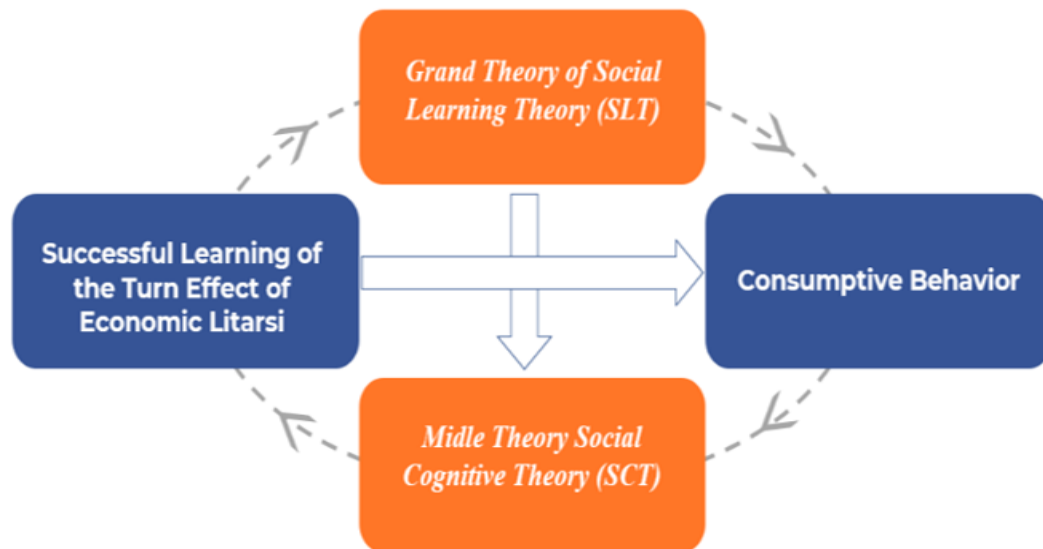 Grand Theory of Social
Learning Theory (SLT)
Successful Learning of
the Turn Effect of
Economic Litarsi
Consumptive Behavior
Midle Theory Social
Cognitive Theory (SCT)